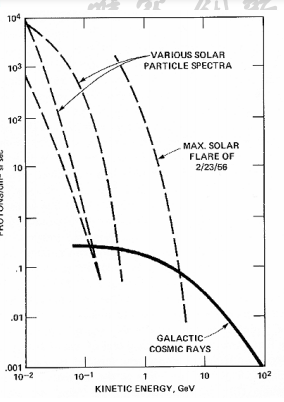 10⁴
VARIOUS SOLAR
PARTICLE SPECTRA
10³
10²
MAX. SOLAR
FLARE OF
2/23/56
10
1
.1
.01
GALACTIC
COSMIC RAYS
.001
10⁻² 10⁻¹ 1 10 10²
KINETIC ENERGY, GeV